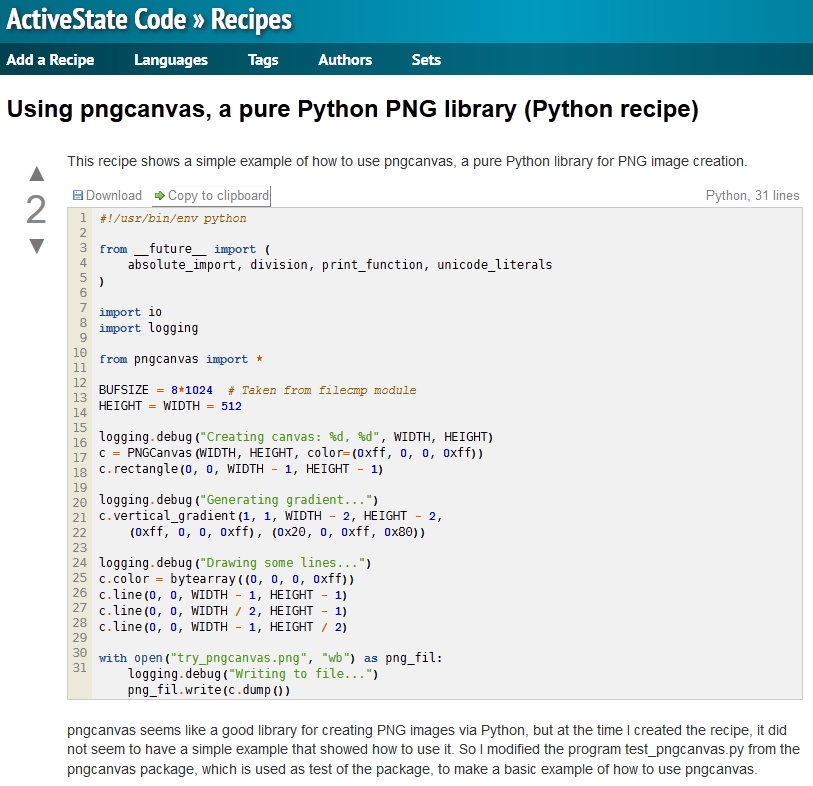 ActiveState Code » Recipes
Add a Recipe Languages Tags Authors Sets
Using pngcanvas, a pure Python PNG library (Python recipe)
This recipe shows a simple example of how to use pngcanvas, a pure Python library for PNG image creation.
▲
2
▼
Download Copy to clipboard Python, 31 lines
1 #!/usr/bin/env python
2
3 from __future__ import (
4     absolute_import, division, print_function, unicode_literals
5 )
6
7 import io
8 import logging
9
10 from pngcanvas import *
11
12 BUFSIZE = 8*1024  # Taken from filecmp module
13 HEIGHT = WIDTH = 512
14
15 logging.debug("Creating canvas: %d, %d", WIDTH, HEIGHT)
16 c = PNGCanvas(WIDTH, HEIGHT, color=(0xff, 0, 0, 0xff))
17 c.rectangle(0, 0, WIDTH - 1, HEIGHT - 1)
18
19 logging.debug("Generating gradient...")
20 c.vertical_gradient(1, 1, WIDTH - 2, HEIGHT - 2,
21     (0xff, 0, 0, 0xff), (0x20, 0, 0xff, 0x80))
22
23 logging.debug("Drawing some lines...")
24 c.color = bytearray((0, 0, 0, 0xff))
25 c.line(0, 0, WIDTH - 1, HEIGHT - 1)
26 c.line(0, 0, WIDTH / 2, HEIGHT - 1)
27 c.line(0, 0, WIDTH - 1, HEIGHT / 2)
28
29 with open("try_pngcanvas.png", "wb") as png_fil:
30     logging.debug("Writing to file...")
31     png_fil.write(c.dump())
pngcanvas seems like a good library for creating PNG images via Python, but at the time I created the recipe, it did
not seem to have a simple example that showed how to use it. So I modified the program test_pngcanvas.py from the
pngcanvas package, which is used as test of the package, to make a basic example of how to use pngcanvas.